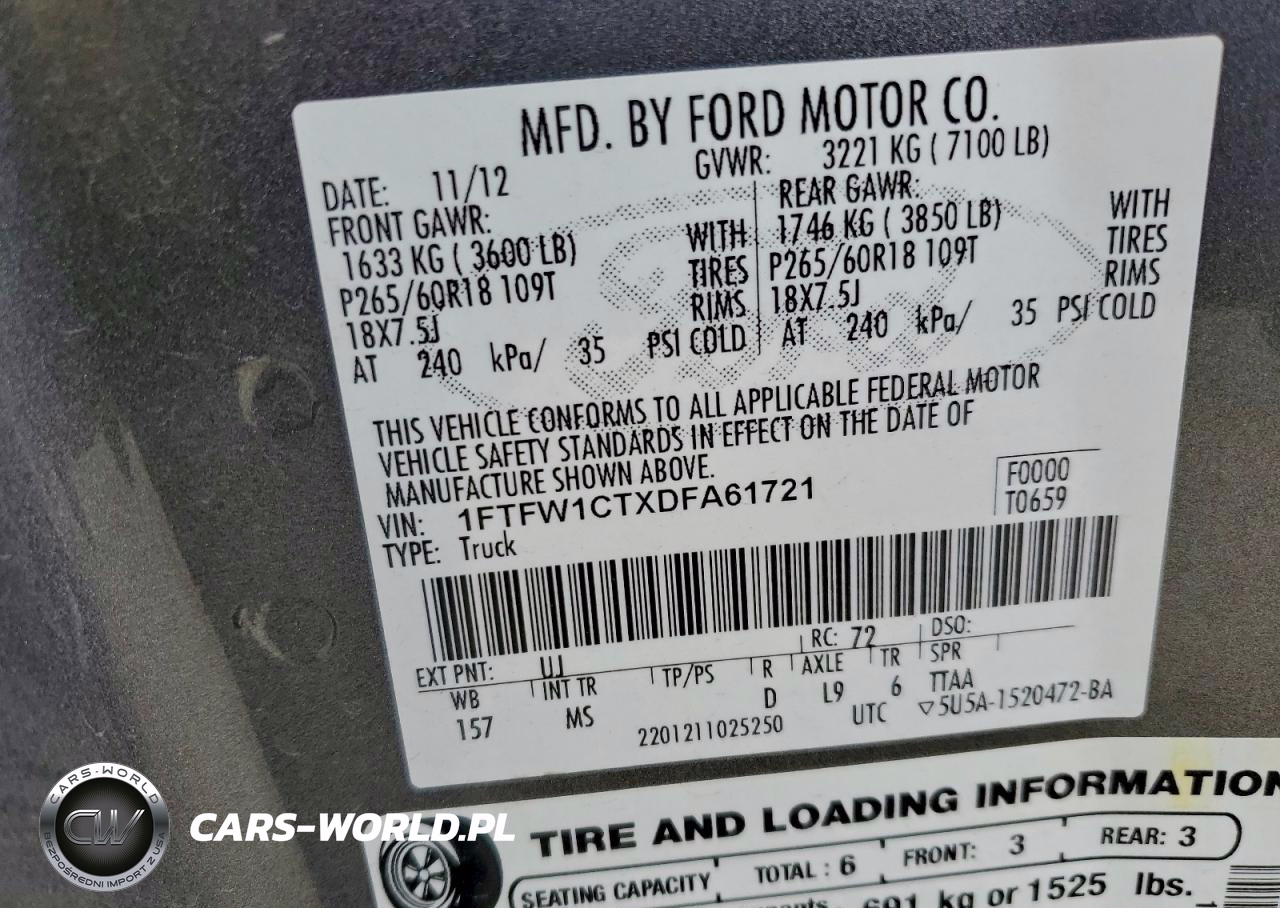 MFD. BY FORD MOTOR CO.
DATE: 11/12 GVWR: 3221 KG ( 7100 LB)
FRONT GAWR: REAR GAWR:
1633 KG ( 3600 LB) WITH 1746 KG ( 3850 LB) WITH
P265/60R18 109T TIRES P265/60R18 109T TIRES
18X7.5J RIMS 18X7.5J RIMS
AT 240 kPa/ 35 PSI COLD AT 240 kPa/ 35 PSI COLD
THIS VEHICLE CONFORMS TO ALL APPLICABLE FEDERAL MOTOR
VEHICLE SAFETY STANDARDS IN EFFECT ON THE DATE OF
MANUFACTURE SHOWN ABOVE.
F0000
VIN: 1FTFW1CTXDFA61721
T0659
TYPE: Truck
EXT PNT: UJ RC: 72 DSO:
WB INT TR TP/PS R AXLE TR SPR
157 MS D L9 6 TTAA
2201211025250 UTC ▽5U5A-1520472-BA
TIRE AND LOADING INFORMATION
SEATING CAPACITY TOTAL : 6 FRONT: 3 REAR: 3
691 kg or 1525 lbs.
CARS-WORLD
CW
BEZPOŚREDNI IMPORT Z USA
CARS-WORLD.PL